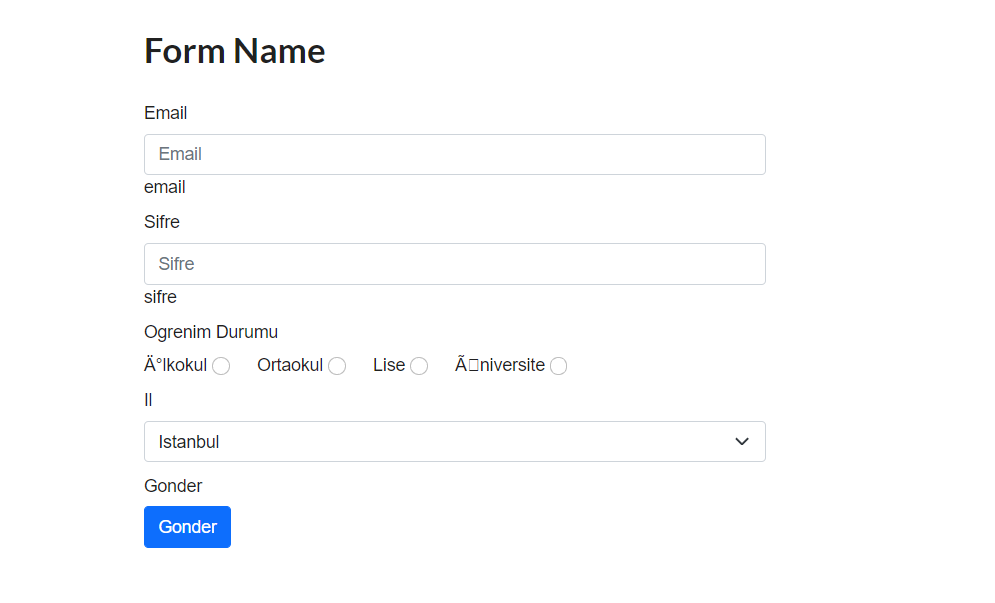 Form Name
Email
Email
email
Sifre
Sifre
sifre
Ogrenim Durumu
Ä°lkokul Ortaokul Lise Ã□niversite
Il
Istanbul
Gonder
Gonder